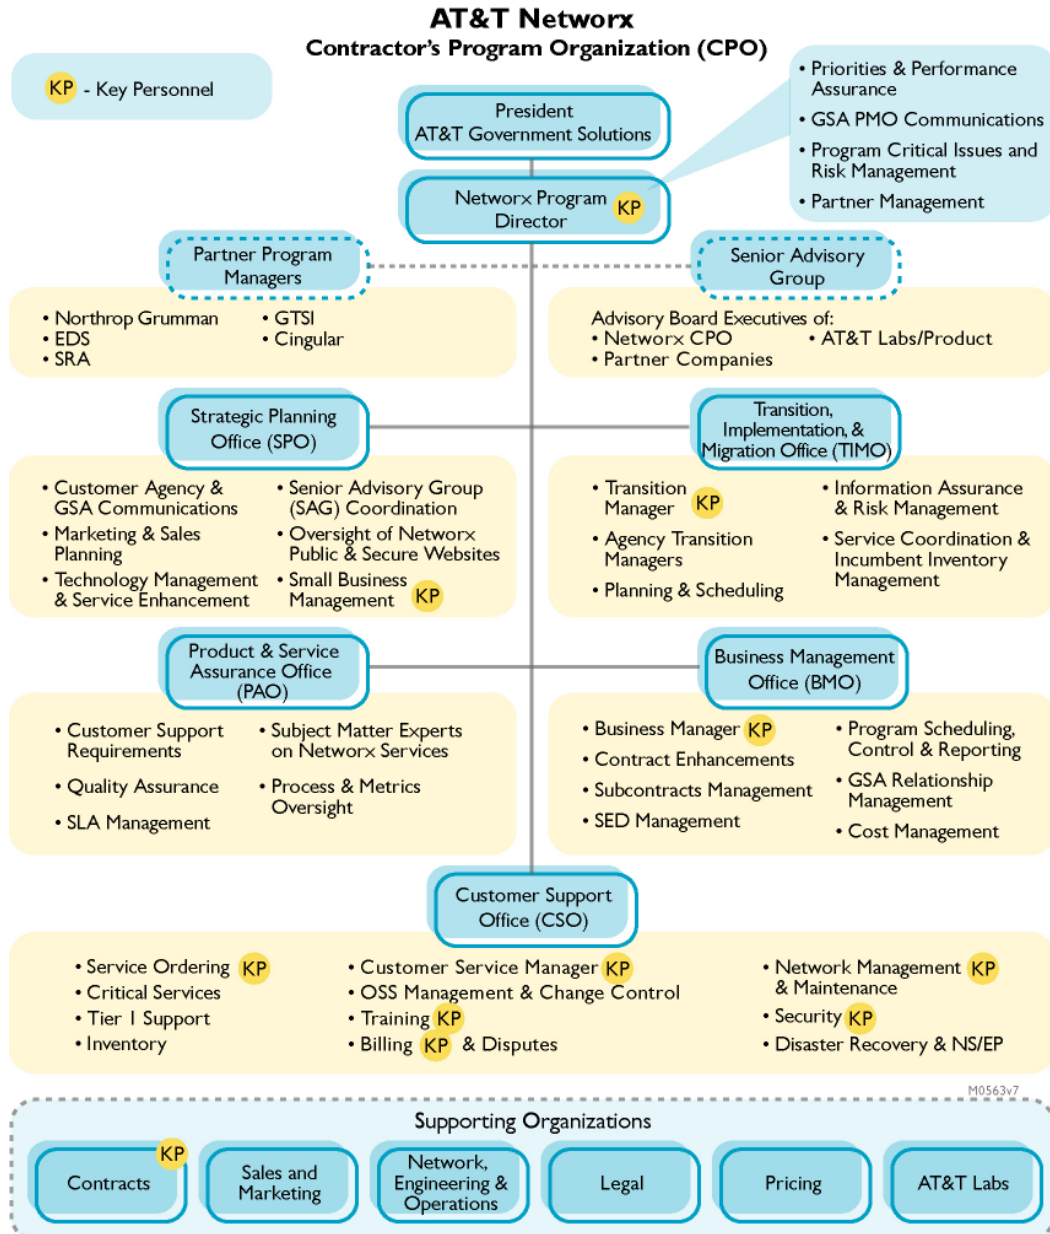 AT&T Networx
Contractor's Program Organization (CPO)
KP - Key Personnel
• Priorities & Performance
Assurance
• GSA PMO Communications
• Program Critical Issues and
Risk Management
• Partner Management
President
AT&T Government Solutions
Networx Program
Director
KP
Partner Program
Managers
• Northrop Grumman
• EDS
• SRA
• GTSI
• Cingular
Senior Advisory
Group
Advisory Board Executives of:
• Networx CPO
• Partner Companies
• AT&T Labs/Product
Strategic Planning
Office (SPO)
• Customer Agency &
GSA Communications
• Marketing & Sales
Planning
• Technology Management
& Service Enhancement
• Senior Advisory Group
(SAG) Coordination
• Oversight of Networx
Public & Secure Websites
• Small Business
Management KP
Transition,
Implementation, &
Migration Office (TIMO)
• Transition
Manager KP
• Agency Transition
Managers
• Planning & Scheduling
• Information Assurance
& Risk Management
• Service Coordination &
Incumbent Inventory
Management
Product & Service
Assurance Office
(PAO)
• Customer Support
Requirements
• Quality Assurance
• SLA Management
• Subject Matter Experts
on Networx Services
• Process & Metrics
Oversight
Business Management
Office (BMO)
• Business Manager KP
• Contract Enhancements
• Subcontracts Management
• SED Management
• Program Scheduling,
Control & Reporting
• GSA Relationship
Management
• Cost Management
Customer Support
Office (CSO)
• Service Ordering KP
• Critical Services
• Tier 1 Support
• Inventory
• Customer Service Manager KP
• OSS Management & Change Control
• Training KP
• Billing KP & Disputes
• Network Management KP
& Maintenance
• Security KP
• Disaster Recovery & NS/EP
M0563v7
Supporting Organizations
Contracts
KP
Sales and
Marketing
Network,
Engineering &
Operations
Legal
Pricing
AT&T Labs